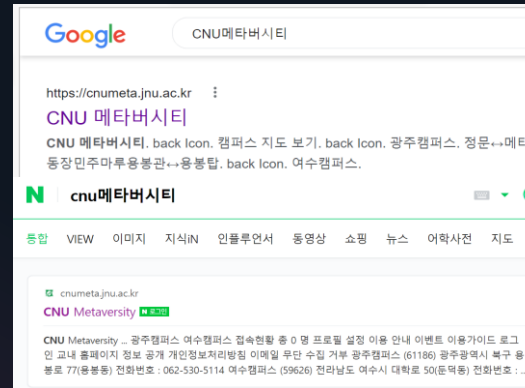 Google CNU메타버시티
https://cnumeta.jnu.ac.kr
CNU 메타버시티
CNU 메타버시티. back Icon. 캠퍼스 지도 보기. back Icon. 광주캠퍼스. 정문↔메타
동장민주마루용봉관↔용봉탑. back Icon. 여수캠퍼스.
N cnu메타버시티
통합 VIEW 이미지 지식iN 인플루언서 동영상 쇼핑 뉴스 어학사전 지도
cnumeta.jnu.ac.kr
CNU Metaversity N 로그인
CNU Metaversity ... 광주캠퍼스 여수캠퍼스 접속현황 총 0 명 프로필 설정 이용 안내 이벤트 이용가이드 로그
인 교내 홈페이지 정보 공개 개인정보처리방침 이메일 무단 수집 거부 광주캠퍼스 (61186) 광주광역시 북구 용
봉로 77(용봉동) 전화번호 : 062-530-5114 여수캠퍼스 (59626) 전라남도 여수시 대학로 50(둔덕동) 전화번호 : ...